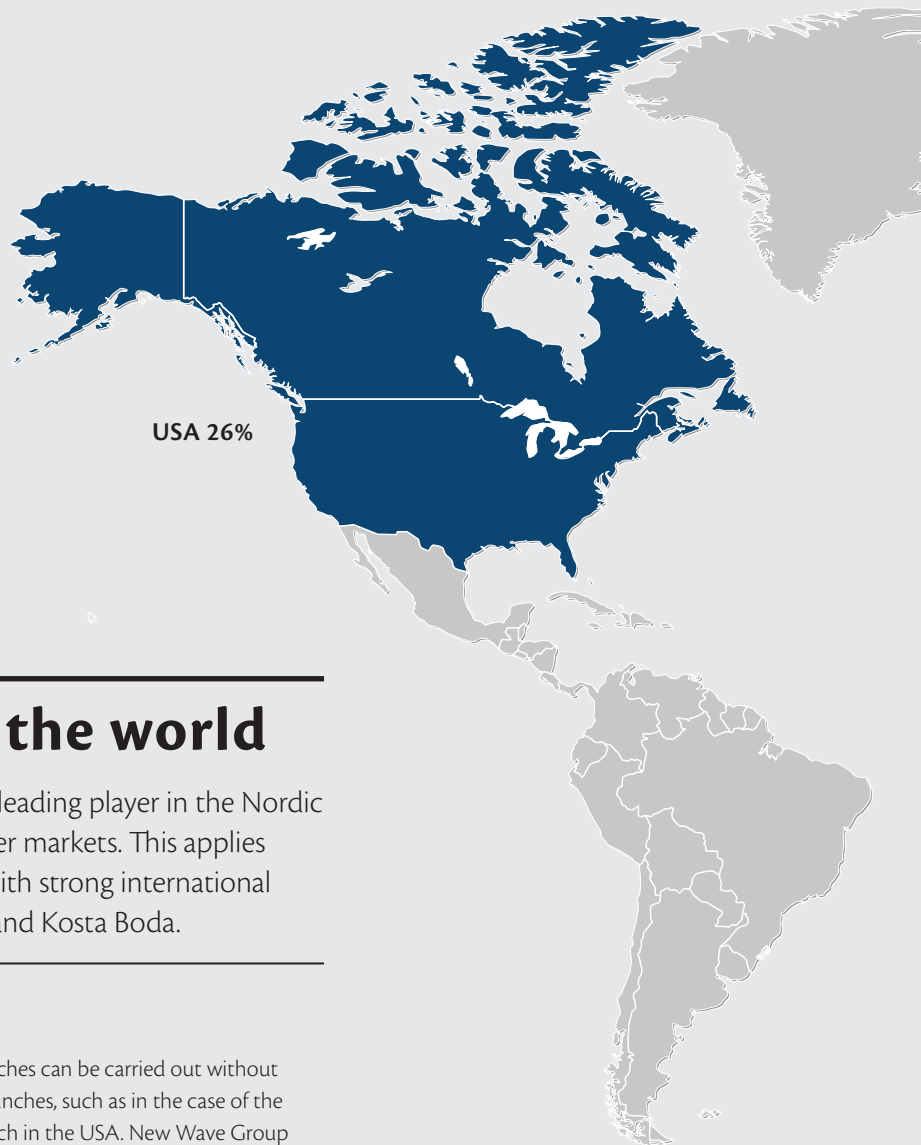 USA 26%
the world
leading player in the Nordic
er markets. This applies
ith strong international
and Kosta Boda.
ches can be carried out without
unches, such as in the case of the
ch in the USA. New Wave Group